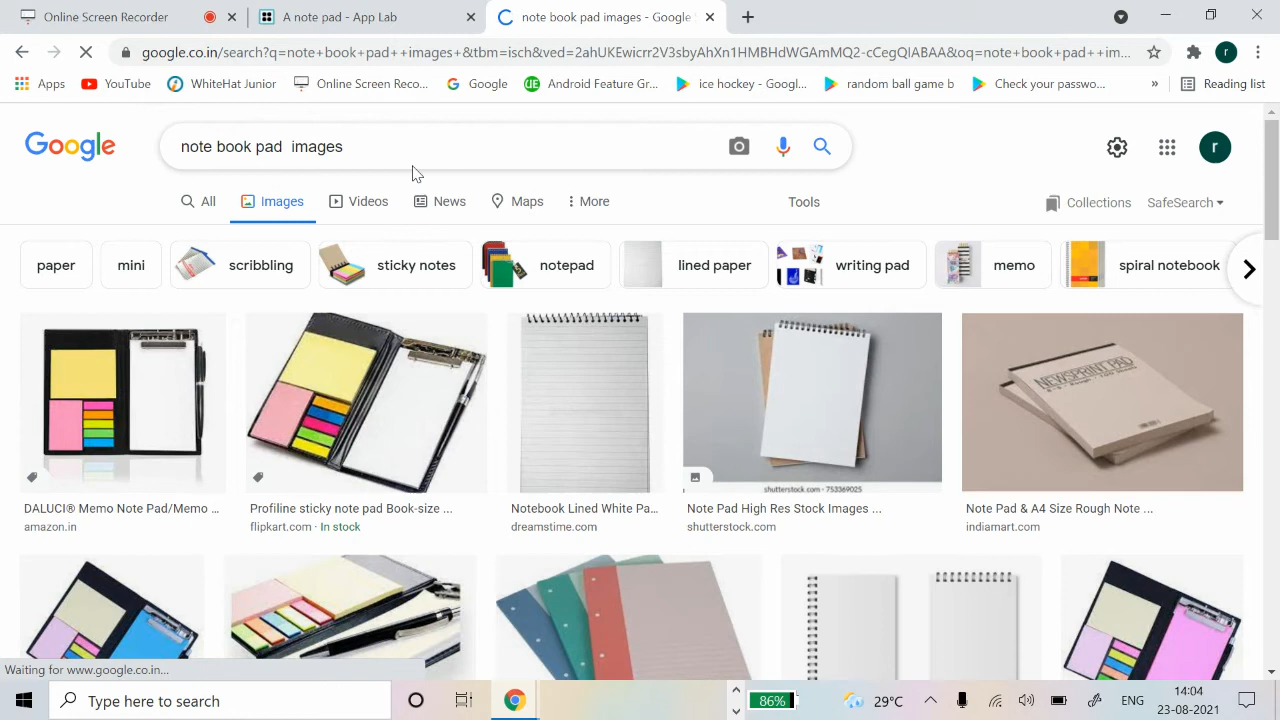 Online Screen Recorder
A note pad - App Lab
note book pad images - Google
google.co.in/search?q=note+book+pad++images+&tbm=isch&ved=2ahUKEwicrr2V3sbyAhXn1HMBHdWGAmMQ2-cCegQIABAA&oq=note+book+pad++im...
r
Apps
YouTube
WhiteHat Junior
Online Screen Reco...
Google
UE
Android Feature Gr...
ice hockey - Googl...
random ball game b
Check your passwo...
»
Reading list
Google
note book pad  images
r
All
Images
Videos
News
Maps
More
Tools
Collections
SafeSearch
paper
mini
scribbling
sticky notes
notepad
lined paper
writing pad
memo
spiral notebook
NEWSPRINT PAD
shutterstock.com · 753369025
DALUCI® Memo Note Pad/Memo ...
amazon.in
Profiline sticky note pad Book-size ...
flipkart.com · In stock
Notebook Lined White Pa...
dreamstime.com
Note Pad High Res Stock Images ...
shutterstock.com
Note Pad & A4 Size Rough Note ...
indiamart.com
Waiting for www.google.co.in...
Type here to search
86%
29°C
ENG
14:04
23-08-2021